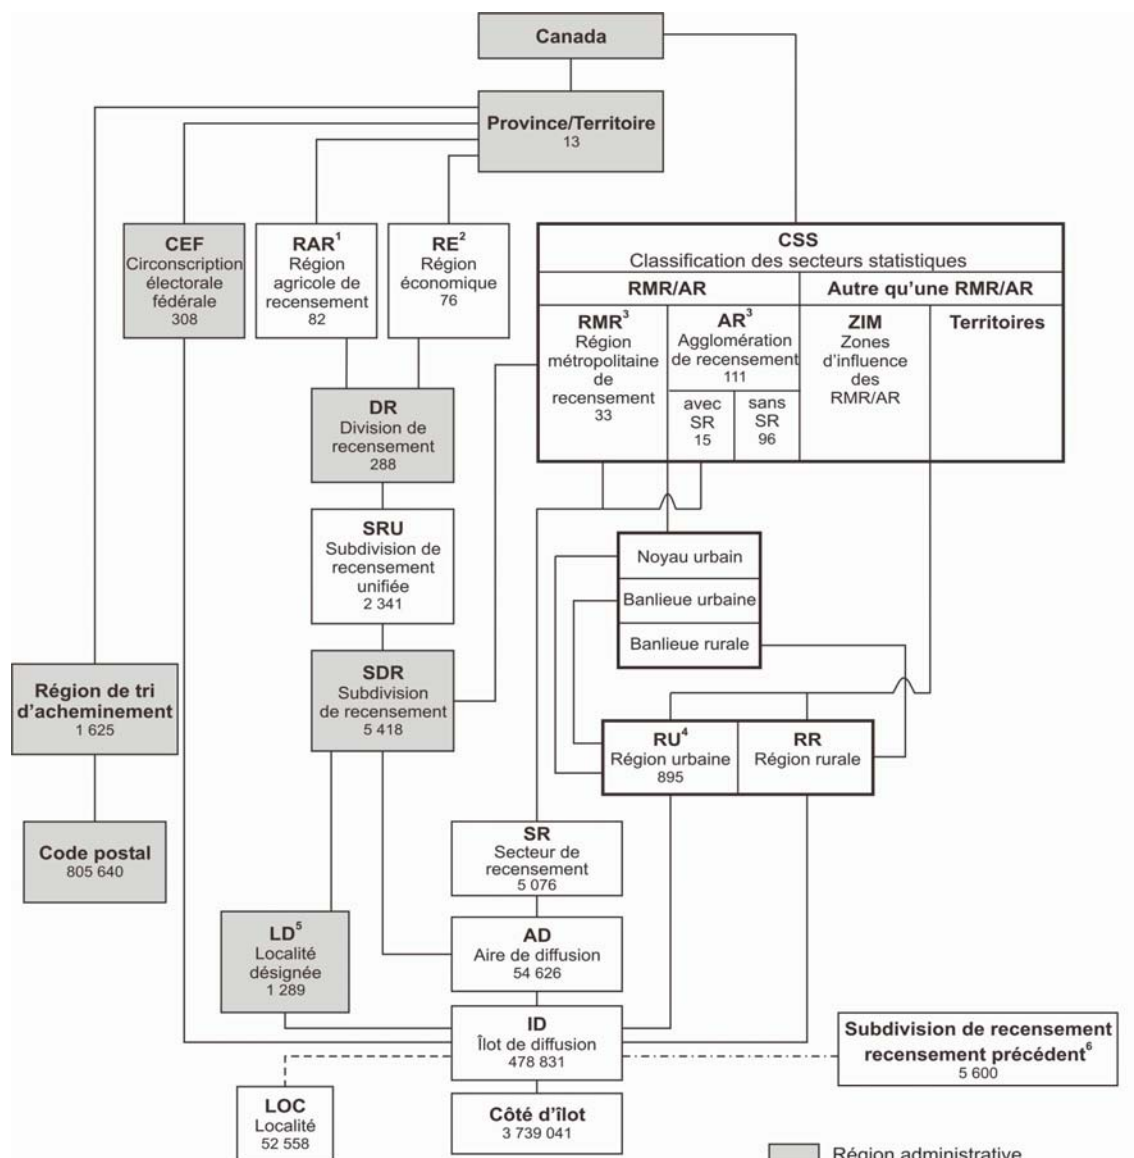 Canada
Province/Territoire
13
CEF
Circonscription
électorale
fédérale
308
RAR¹
Région
agricole de
recensement
82
RE²
Région
économique
76
CSS
Classification des secteurs statistiques
RMR/AR
Autre qu'une RMR/AR
RMR³
Région
métropolitaine
de
recensement
33
AR³
Agglomération
de recensement
111
avec
SR
15
sans
SR
96
ZIM
Zones
d'influence
des
RMR/AR
Territoires
DR
Division de
recensement
288
SRU
Subdivision de
recensement
unifiée
2 341
Noyau urbain
Banlieue urbaine
Banlieue rurale
SDR
Subdivision
de recensement
5 418
Région de tri
d'acheminement
1 625
RU⁴
Région urbaine
895
RR
Région rurale
Code postal
805 640
SR
Secteur de
recensement
5 076
LD⁵
Localité
désignée
1 289
AD
Aire de diffusion
54 626
ID
Îlot de diffusion
478 831
Subdivision de recensement
recensement précédent⁶
5 600
LOC
Localité
52 558
Côté d'îlot
3 739 041
Région administrative